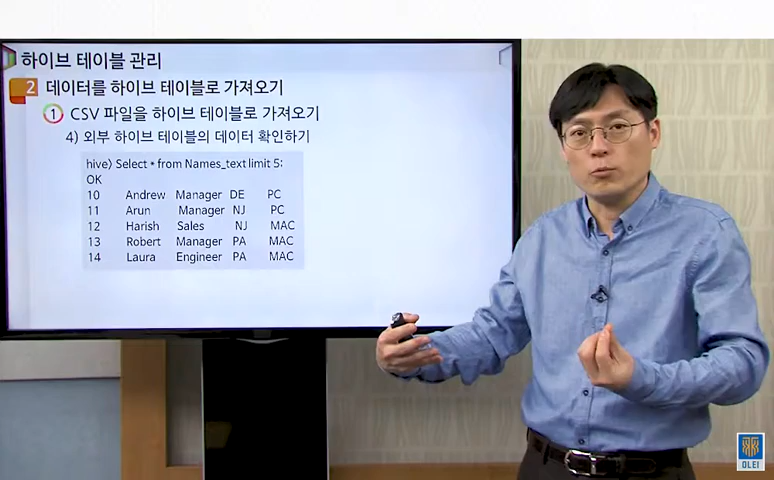 하이브 테이블 관리
2 데이터를 하이브 테이블로 가져오기
1 CSV 파일을 하이브 테이블로 가져오기
4) 외부 하이브 테이블의 데이터 확인하기
hive> Select * from Names_text limit 5:
OK
10 Andrew Manager DE PC
11 Arun Manager NJ PC
12 Harish Sales NJ MAC
13 Robert Manager PA MAC
14 Laura Engineer PA MAC
OLEI